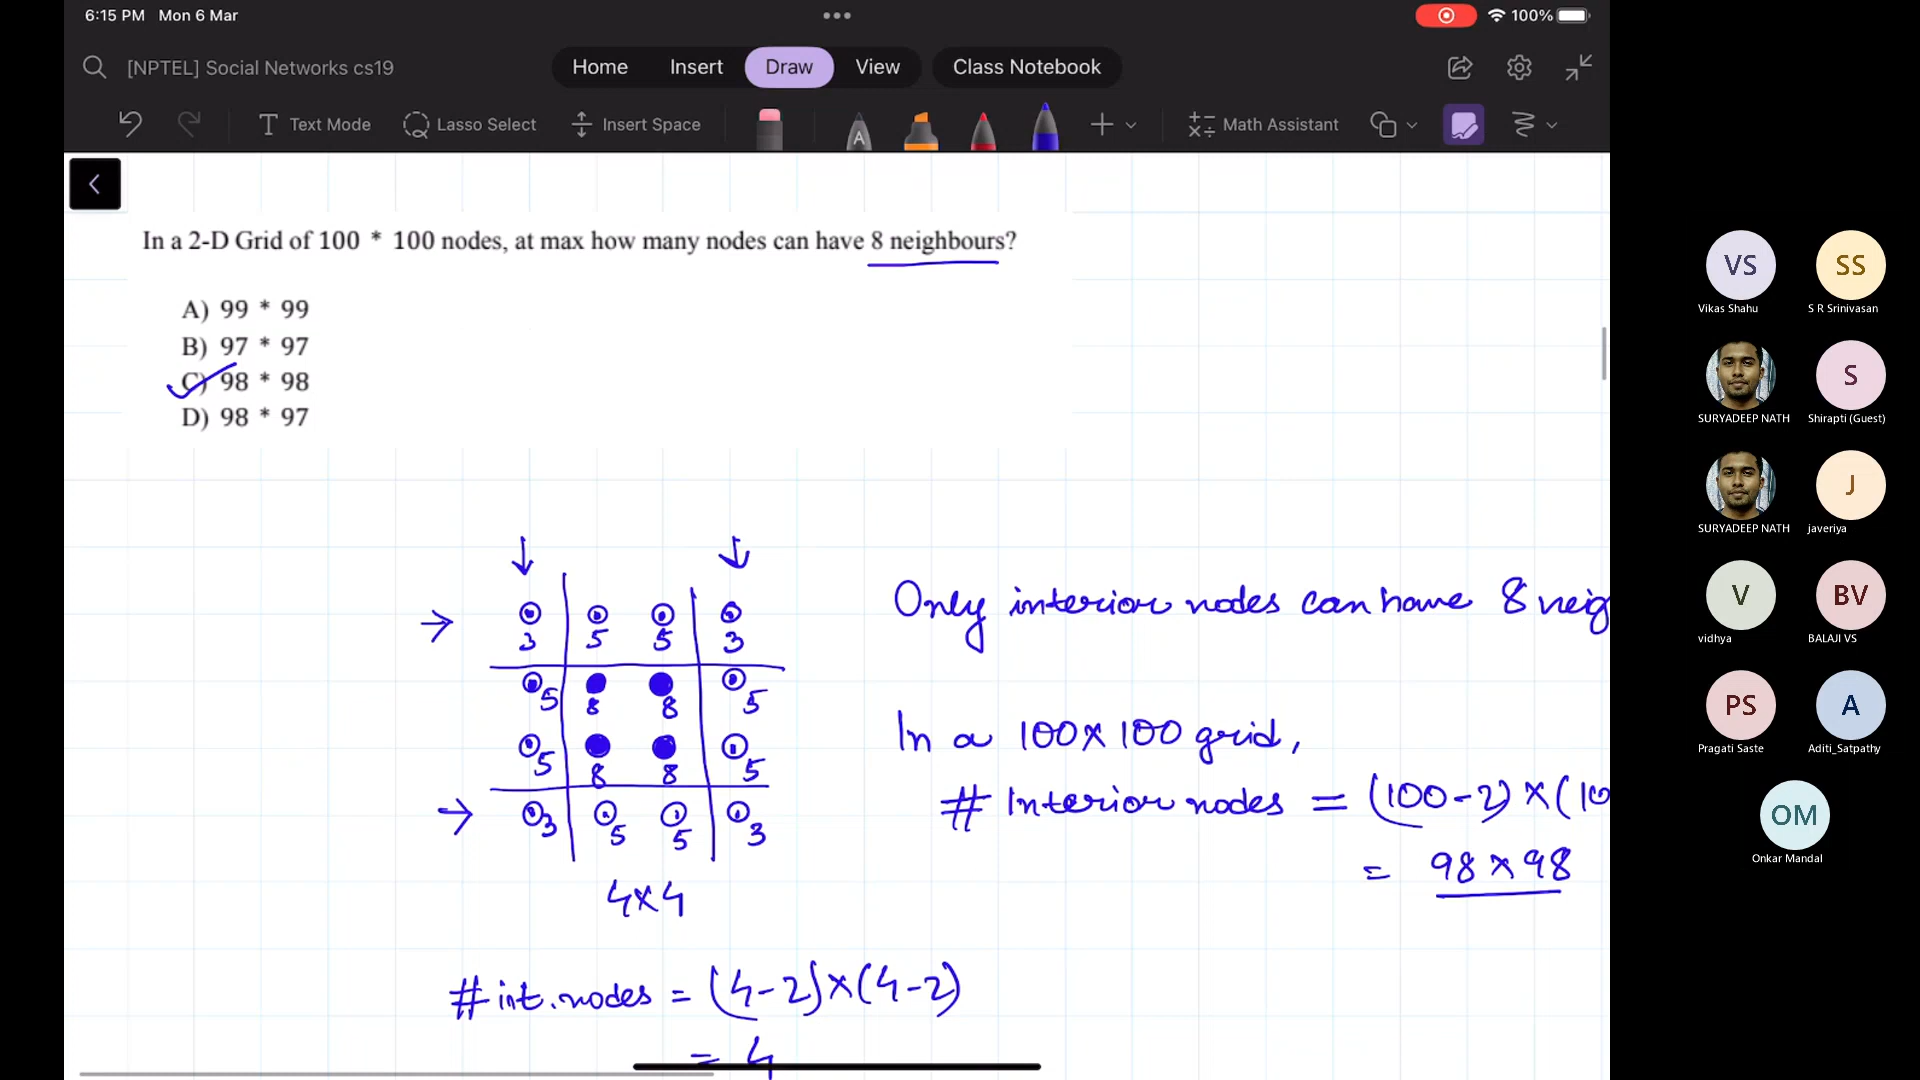 6:15 PM Mon 6 Mar
100%
[NPTEL] Social Networks cs19
Home Insert Draw View Class Notebook
Text Mode Lasso Select Insert Space A Math Assistant
In a 2-D Grid of 100 * 100 nodes, at max how many nodes can have 8 neighbours?
A) 99 * 99
B) 97 * 97
C) 98 * 98
D) 98 * 97
3 5 5 3
5 8 8 5
5 8 8 5
3 5 5 3
4×4
#int.nodes = (4-2)×(4-2)
= 4
Only interior nodes can have 8 neig
In a 100×100 grid,
# Interior nodes = (100-2)×(10
= 98×98
VS SS
Vikas Shahu S R Srinivasan
S
SURYADEEP NATH Shirapti (Guest)
J
SURYADEEP NATH javeriya
V BV
vidhya BALAJI VS
PS A
Pragati Saste Aditi_Satpathy
OM
Onkar Mandal